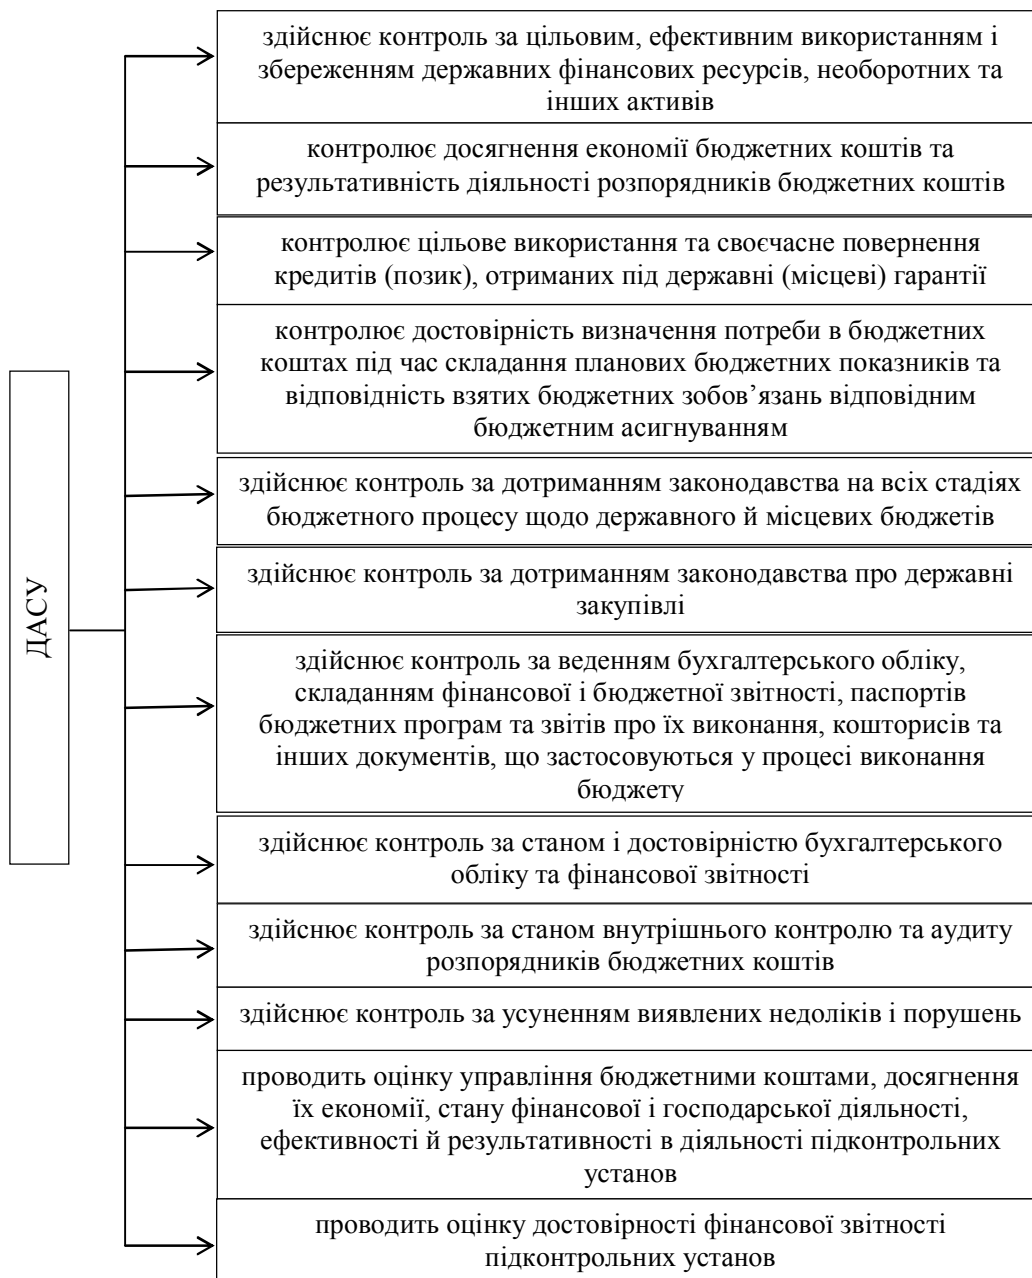 здійснює контроль за цільовим, ефективним використанням і
збереженням державних фінансових ресурсів, необоротних та
інших активів
контролює досягнення економії бюджетних коштів та
результативність діяльності розпорядників бюджетних коштів
контролює цільове використання та своєчасне повернення
кредитів (позик), отриманих під державні (місцеві) гарантії
контролює достовірність визначення потреби в бюджетних
коштах під час складання планових бюджетних показників та
відповідність взятих бюджетних зобов’язань відповідним
бюджетним асигнуванням
здійснює контроль за дотриманням законодавства на всіх стадіях
бюджетного процесу щодо державного й місцевих бюджетів
здійснює контроль за дотриманням законодавства про державні
закупівлі
ДАСУ
здійснює контроль за веденням бухгалтерського обліку,
складанням фінансової і бюджетної звітності, паспортів
бюджетних програм та звітів про їх виконання, кошторисів та
інших документів, що застосовуються у процесі виконання
бюджету
здійснює контроль за станом і достовірністю бухгалтерського
обліку та фінансової звітності
здійснює контроль за станом внутрішнього контролю та аудиту
розпорядників бюджетних коштів
здійснює контроль за усуненням виявлених недоліків і порушень
проводить оцінку управління бюджетними коштами, досягнення
їх економії, стану фінансової і господарської діяльності,
ефективності й результативності в діяльності підконтрольних
установ
проводить оцінку достовірності фінансової звітності
підконтрольних установ